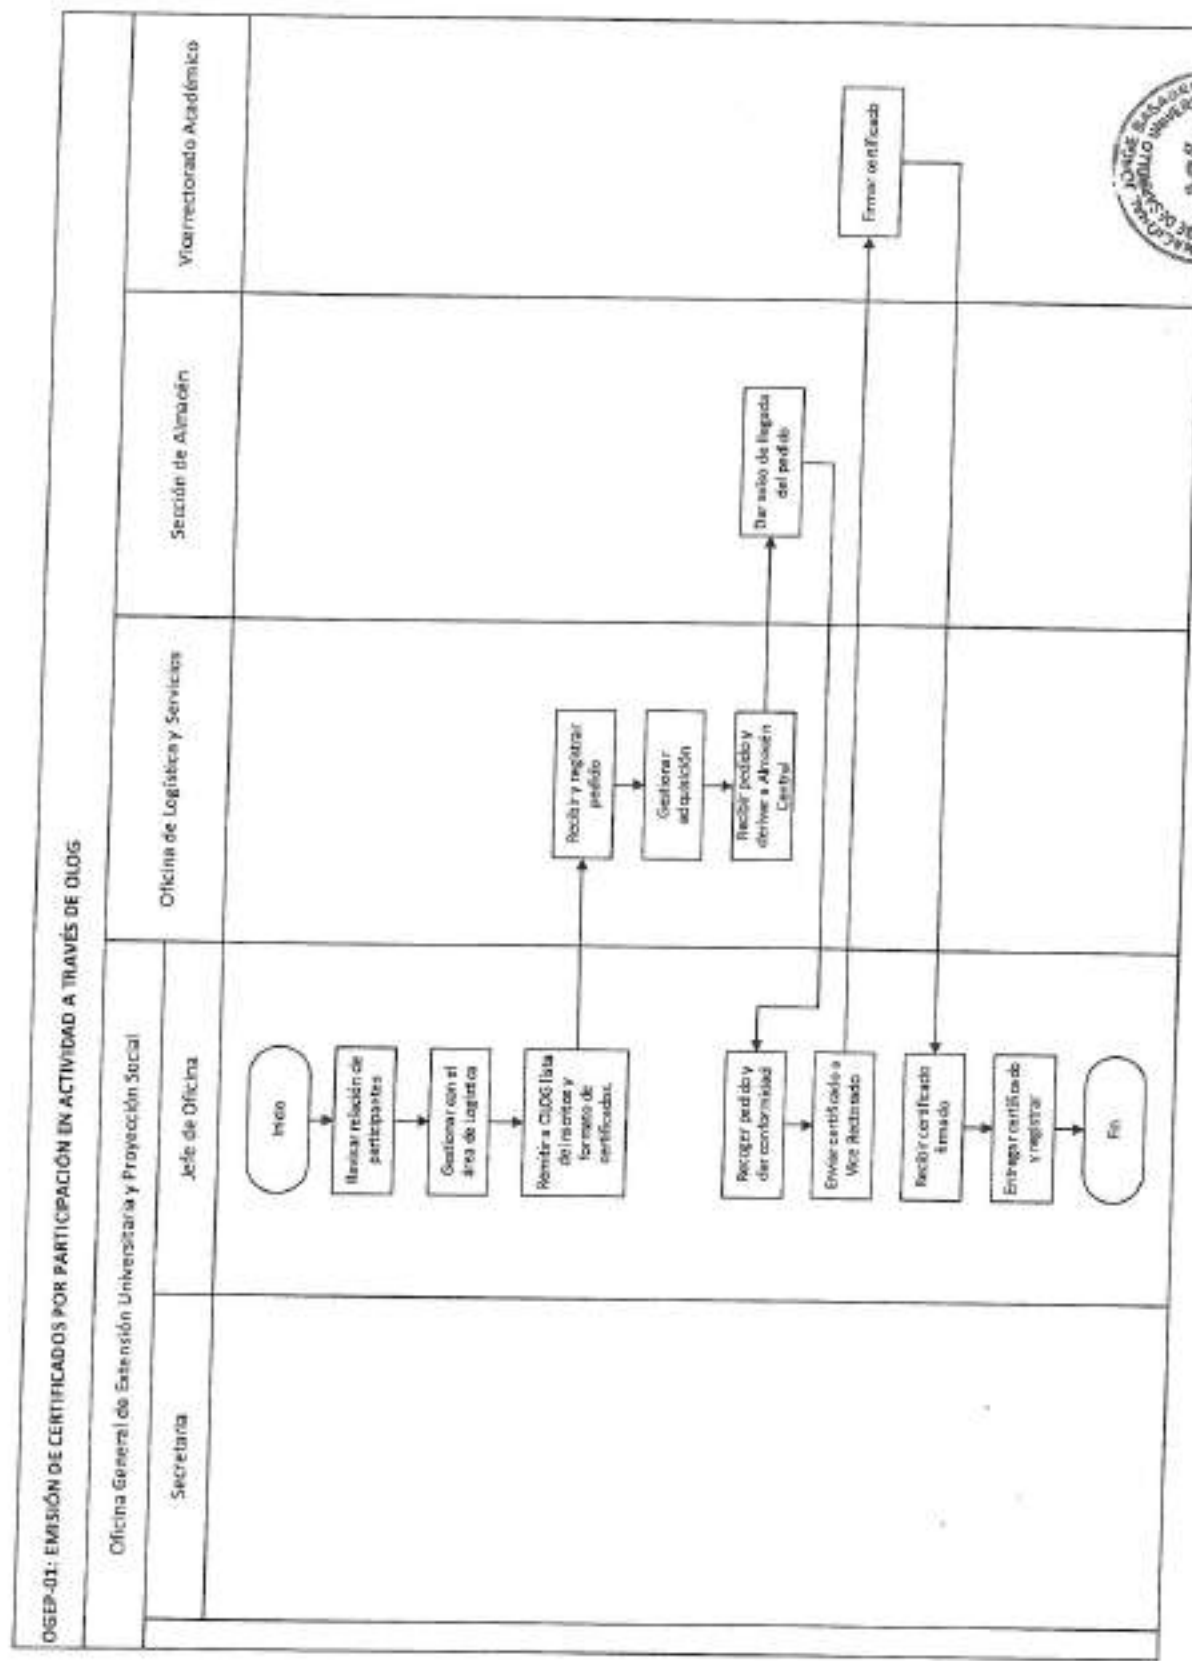 OGEP-01: EMISIÓN DE CERTIFICADOS POR PARTICIPACIÓN EN ACTIVIDAD A TRAVÉS DE OLOG
Oficina General de Extensión Universitaria y Proyección Social
Oficina de Logística y Servicios
Sección de Almacén
Vicerrectorado Académico
Secretaria
Jefe de Oficina
Inicio
Revisar relación de
participantes
Gestionar con el
área de Logística
Remitir a OLOG lista
de inscritos y
formato de
certificados.
Recibir y registrar
pedido
Gestionar
adquisición
Recibir pedido y
derivar a Almacén
Central
Dar aviso de llegada
del pedido
Recoger pedido y
dar conformidad
Enviar certificado a
Vice Rectorado
Firmar certificado
Recibir certificado
firmado
Entregar certificado
y registrar
Fin
JORGE